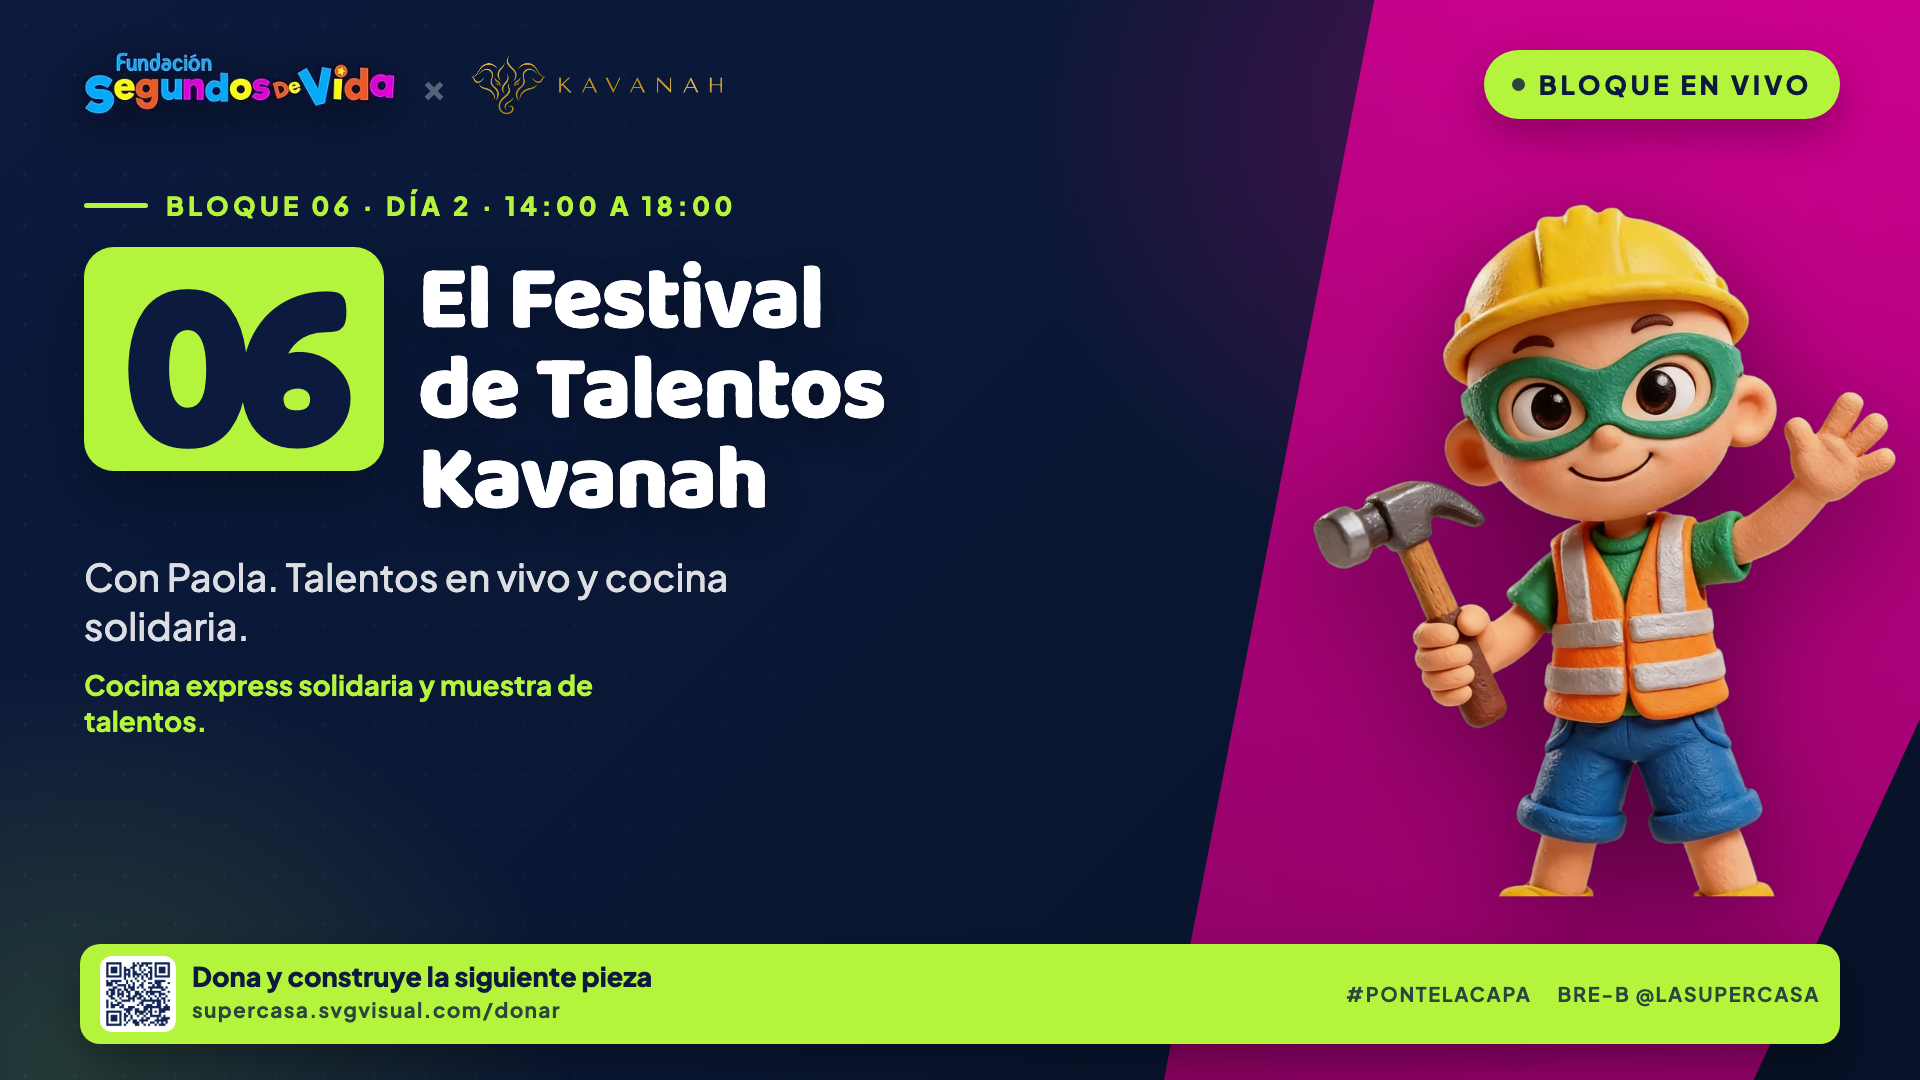 Fundación
Segundos De Vida × KAVANAH
BLOQUE EN VIVO
BLOQUE 06 · DÍA 2 · 14:00 A 18:00
06
El Festival
de Talentos
Kavanah
Con Paola. Talentos en vivo y cocina
solidaria.
Cocina express solidaria y muestra de
talentos.
Dona y construye la siguiente pieza
supercasa.svgvisual.com/donar
#PONTELACAPA BRE-B @LASUPERCASA